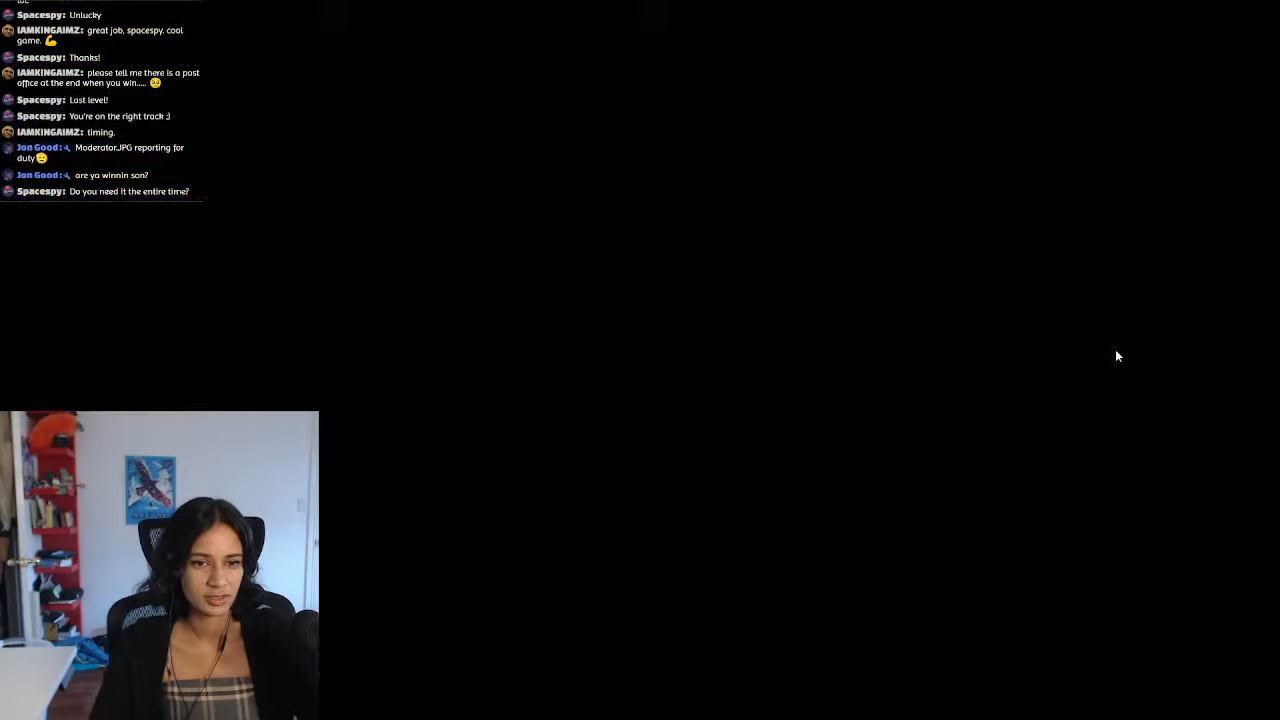 Spacespy: Unlucky
IAMKINGAIMZ: great job, spacespy. cool
game. 💪
Spacespy: Thanks!
IAMKINGAIMZ: please tell me there is a post
office at the end when you win..... 🥺
Spacespy: Last level!
Spacespy: You're on the right track ;)
IAMKINGAIMZ: timing.
Jon Good: Moderator.JPG reporting for
duty🫡
Jon Good: are ya winnin son?
Spacespy: Do you need it the entire time?